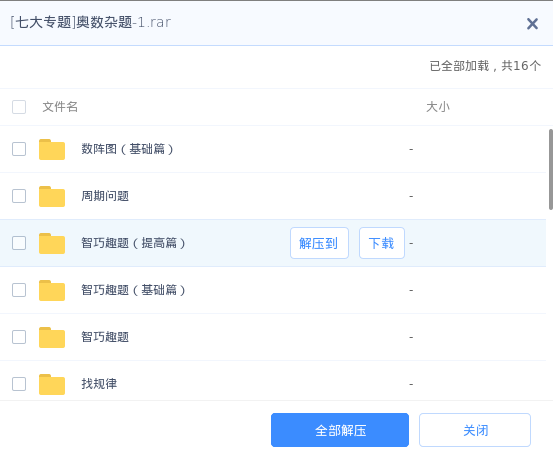 [七大专题]奥数杂题-1.rar
已全部加载，共16个
文件名 大小
数阵图（基础篇） -
周期问题 -
智巧趣题（提高篇） 解压到 下载 -
智巧趣题（基础篇） -
智巧趣题 -
找规律 -
全部解压 关闭